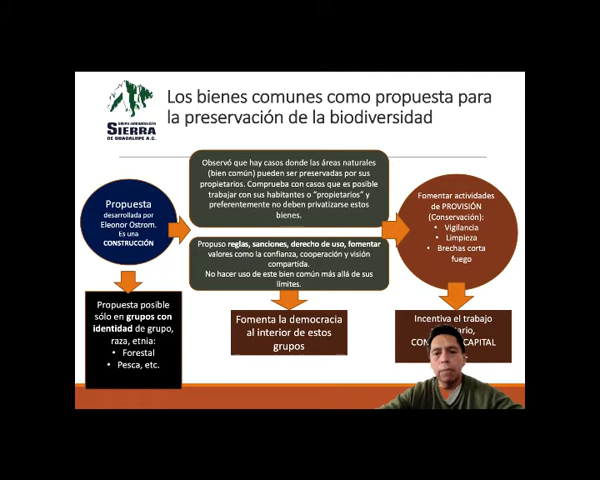 Los bienes comunes como propuesta para
la preservación de la biodiversidad
SIERRA
DE GUADALUPE A.C.
Propuesta
desarrollada por
Eleonor Ostrom.
Es una
CONSTRUCCIÓN
Observó que hay casos donde las áreas naturales
(bien común) pueden ser preservadas por sus
propietarios. Comprueba con casos que es posible
trabajar con sus habitantes o "propietarios" y
preferentemente no deben privatizarse estos
bienes.
Propuso reglas, sanciones, derecho de uso, fomentar
valores como la confianza, cooperación y visión
compartida.
No hacer uso de este bien común más allá de sus
límites.
Fomentar actividades
de PROVISIÓN
(Conservación):
• Vigilancia
• Limpieza
• Brechas corta
fuego
Propuesta posible
sólo en grupos con
identidad de grupo,
raza, etnia:
• Forestal
• Pesca, etc.
Fomenta la democracia
al interior de estos
grupos
Incentiva el trabajo
CAPITAL